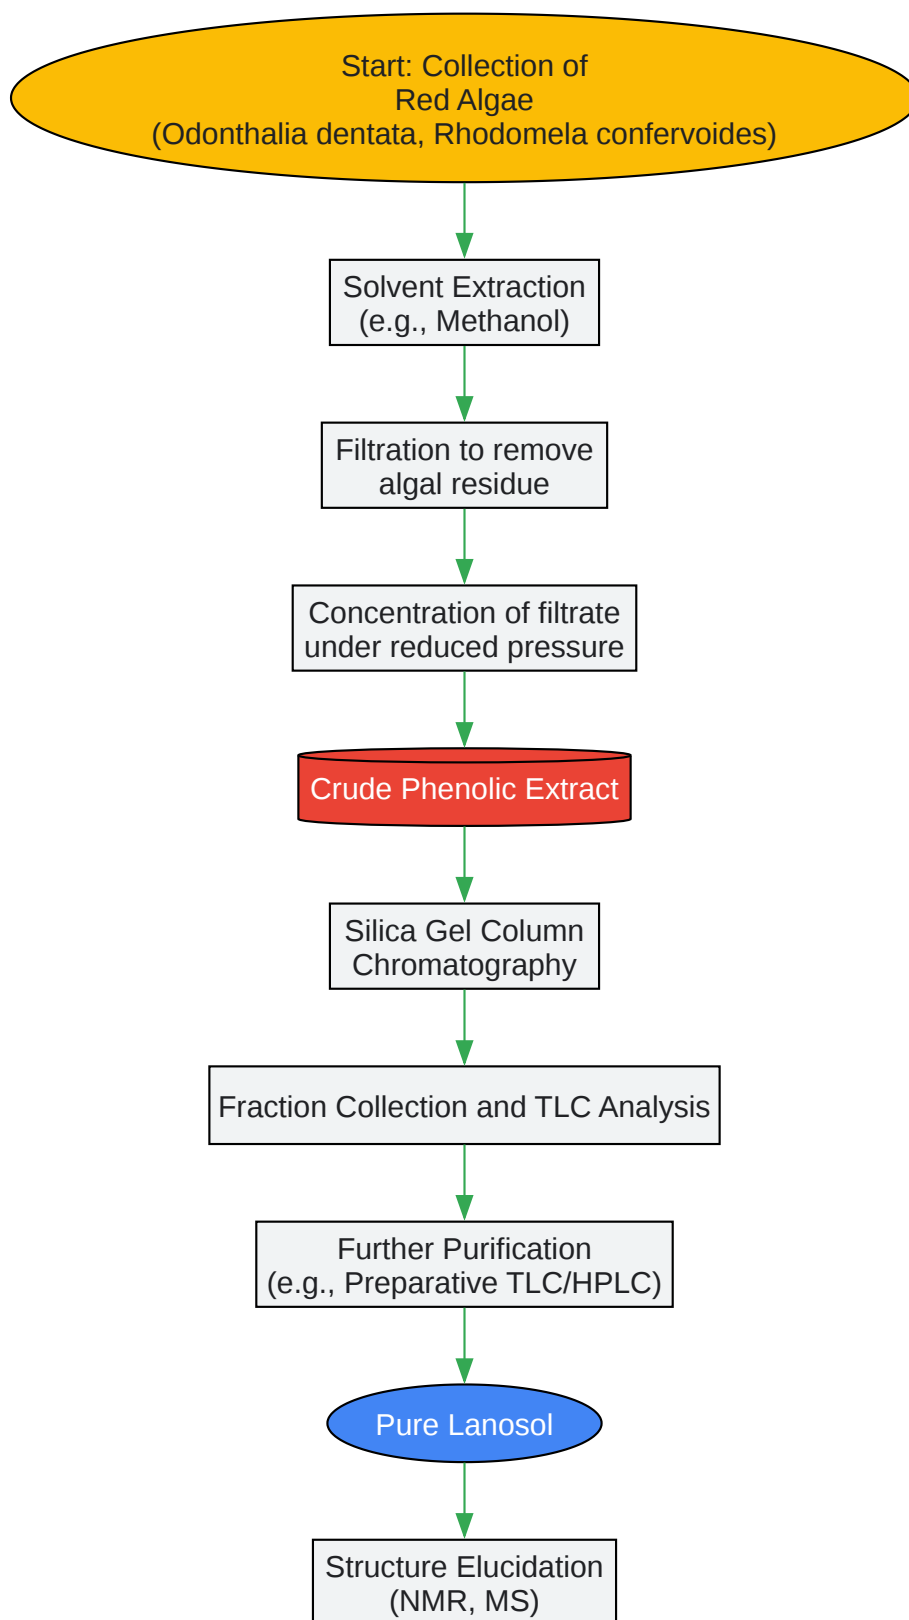 Start: Collection of
Red Algae
(Odonthalia dentata, Rhodomela confervoides)
Solvent Extraction
(e.g., Methanol)
Filtration to remove
algal residue
Concentration of filtrate
under reduced pressure
Crude Phenolic Extract
Silica Gel Column
Chromatography
Fraction Collection and TLC Analysis
Further Purification
(e.g., Preparative TLC/HPLC)
Pure Lanosol
Structure Elucidation
(NMR, MS)